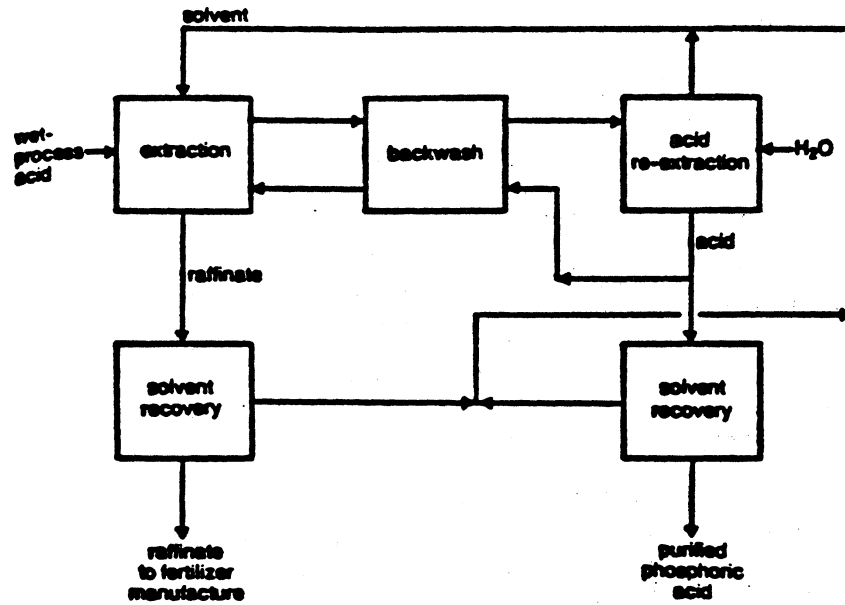 solvent
wet-
process
acid
extraction
backwash
acid
re-extraction
H₂O
raffinate
acid
solvent
recovery
solvent
recovery
raffinate
to fertilizer
manufacture
purified
phosphoric
acid